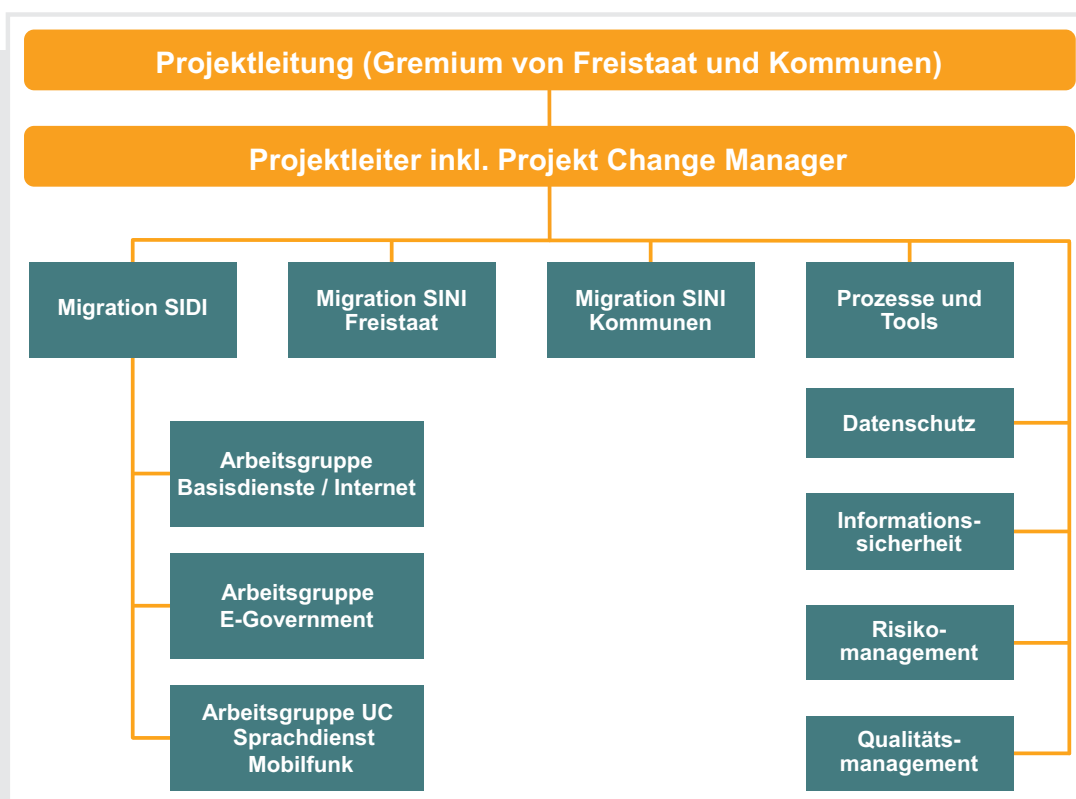 Projektleitung (Gremium von Freistaat und Kommunen)
Projektleiter inkl. Projekt Change Manager
Migration SIDI
Migration SINI
Freistaat
Migration SINI
Kommunen
Prozesse und
Tools
Arbeitsgruppe
Basisdienste / Internet
Arbeitsgruppe
E-Government
Arbeitsgruppe UC
Sprachdienst
Mobilfunk
Datenschutz
Informations-
sicherheit
Risiko-
management
Qualitäts-
management